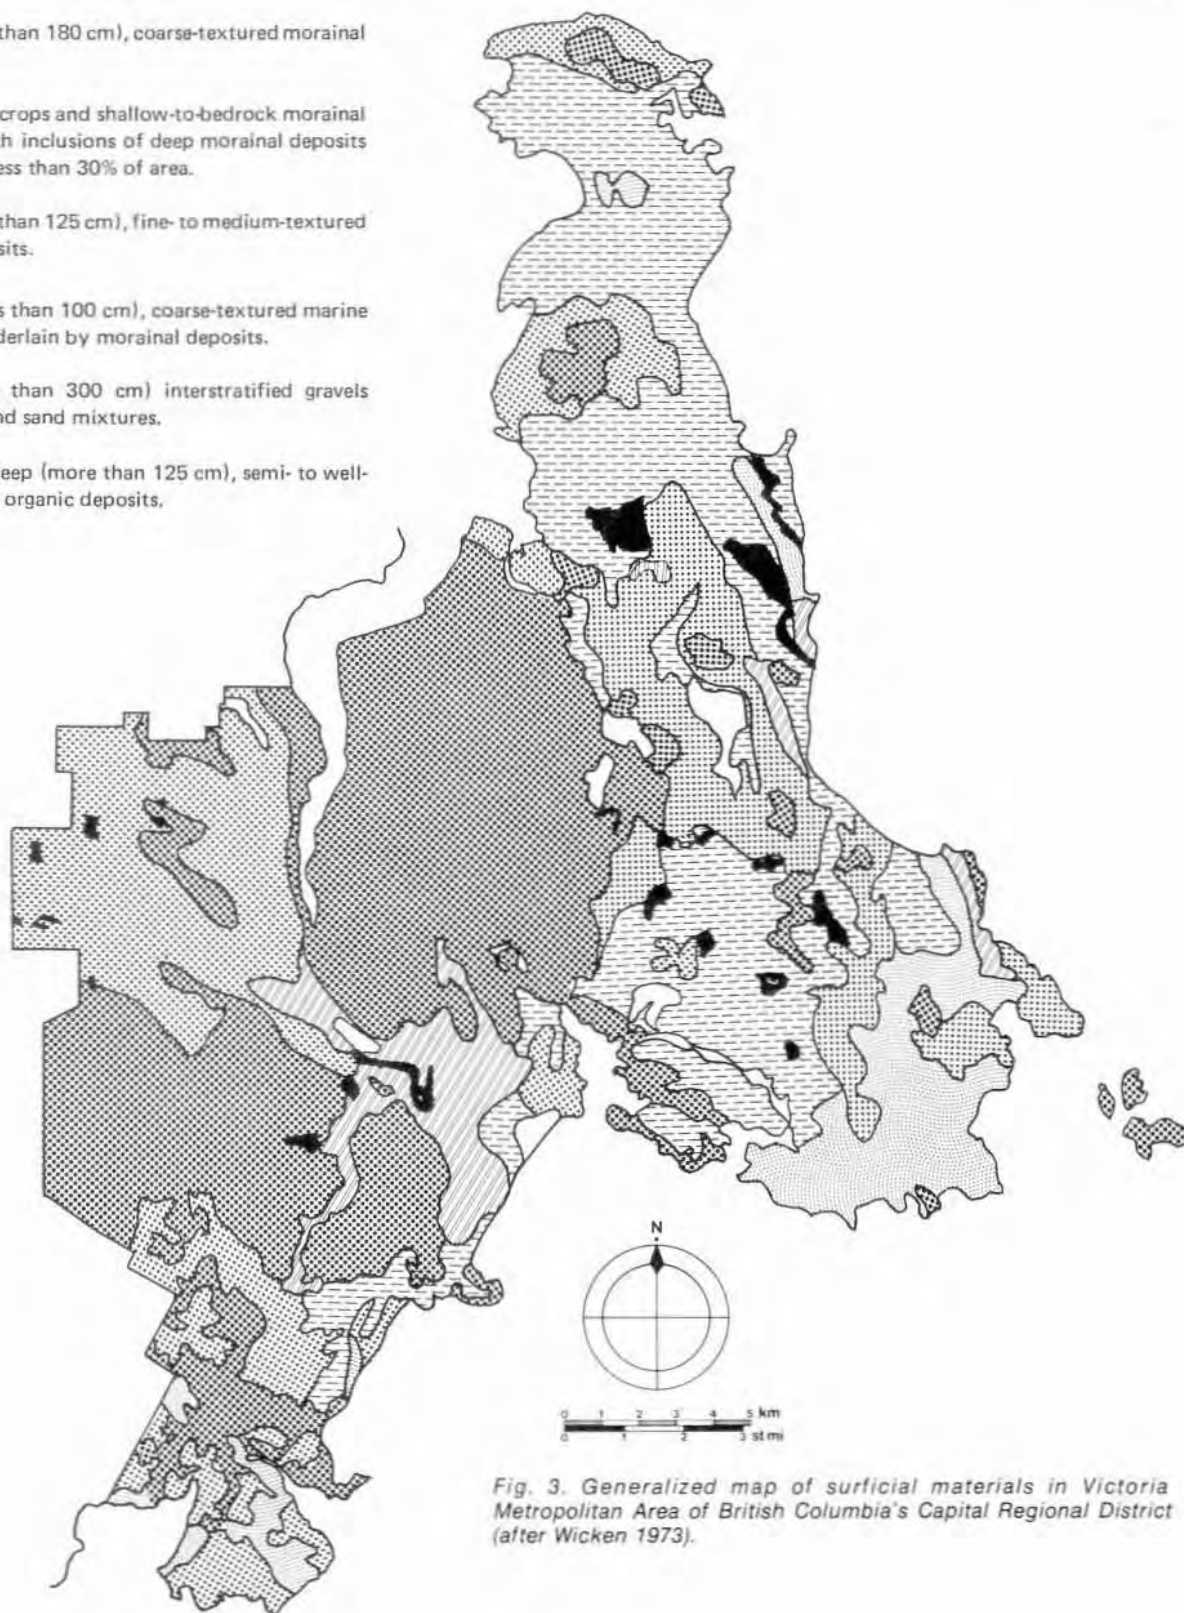 than 180 cm), coarse-textured morainal
crops and shallow-to-bedrock morainal
h inclusions of deep morainal deposits
ess than 30% of area.
than 125 cm), fine- to medium-textured
sits.
s than 100 cm), coarse-textured marine
derlain by morainal deposits.
than 300 cm) interstratified gravels
nd sand mixtures.
eep (more than 125 cm), semi- to well-
organic deposits.
N
0 1 2 3 4 5 km
0 1 2 3 st mi
Fig. 3. Generalized map of surficial materials in Victoria
Metropolitan Area of British Columbia's Capital Regional District
(after Wicken 1973).